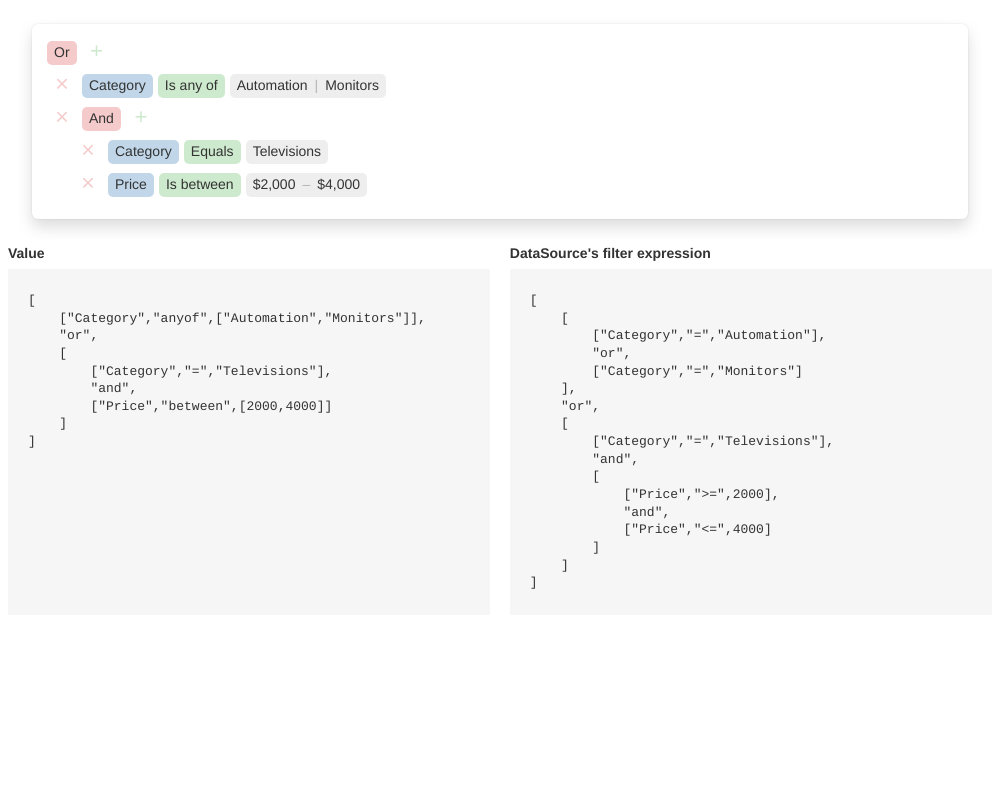 Or +
× Category Is any of Automation | Monitors
× And +
× Category Equals Televisions
× Price Is between $2,000 – $4,000
Value
[
    ["Category","anyof",["Automation","Monitors"]],
    "or",
    [
        ["Category","=","Televisions"],
        "and",
        ["Price","between",[2000,4000]]
    ]
]
DataSource's filter expression
[
    [
        ["Category","=","Automation"],
        "or",
        ["Category","=","Monitors"]
    ],
    "or",
    [
        ["Category","=","Televisions"],
        "and",
        [
            ["Price",">=",2000],
            "and",
            ["Price","<=",4000]
        ]
    ]
]